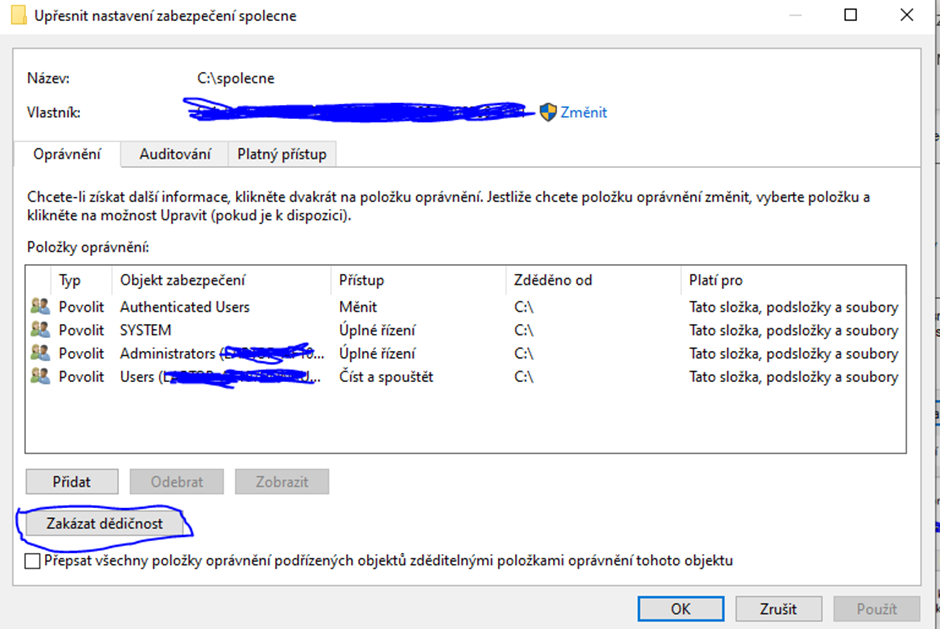 Upřesnit nastavení zabezpečení spolecne
Název: C:\spolecne
Vlastník: Změnit
Oprávnění Auditování Platný přístup
Chcete-li získat další informace, klikněte dvakrát na položku oprávnění. Jestliže chcete položku oprávnění změnit, vyberte položku a
klikněte na možnost Upravit (pokud je k dispozici).
Položky oprávnění:
Typ Objekt zabezpečení Přístup Zděděno od Platí pro
Povolit Authenticated Users Měnit C:\ Tato složka, podsložky a soubory
Povolit SYSTEM Úplné řízení C:\ Tato složka, podsložky a soubory
Povolit Administrators Úplné řízení C:\ Tato složka, podsložky a soubory
Povolit Users Číst a spouštět C:\ Tato složka, podsložky a soubory
Přidat Odebrat Zobrazit
Zakázat dědičnost
Přepsat všechny položky oprávnění podřízených objektů zděditelnými položkami oprávnění tohoto objektu
OK Zrušit Použít